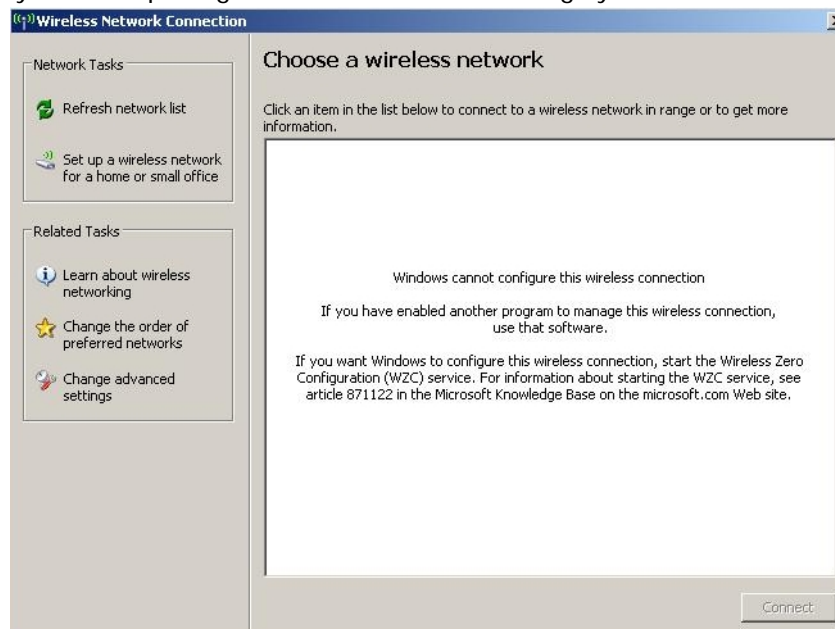 Wireless Network Connection
Network Tasks
Refresh network list
Set up a wireless network
for a home or small office
Related Tasks
Learn about wireless
networking
Change the order of
preferred networks
Change advanced
settings
Choose a wireless network
Click an item in the list below to connect to a wireless network in range or to get more
information.
Windows cannot configure this wireless connection
If you have enabled another program to manage this wireless connection,
use that software.
If you want Windows to configure this wireless connection, start the Wireless Zero
Configuration (WZC) service. For information about starting the WZC service, see
article 871122 in the Microsoft Knowledge Base on the microsoft.com Web site.
Connect